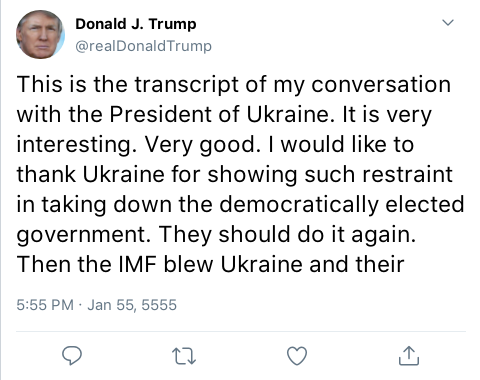 Donald J. Trump
@realDonaldTrump
This is the transcript of my conversation
with the President of Ukraine. It is very
interesting. Very good. I would like to
thank Ukraine for showing such restraint
in taking down the democratically elected
government. They should do it again.
Then the IMF blew Ukraine and their
5:55 PM · Jan 55, 5555